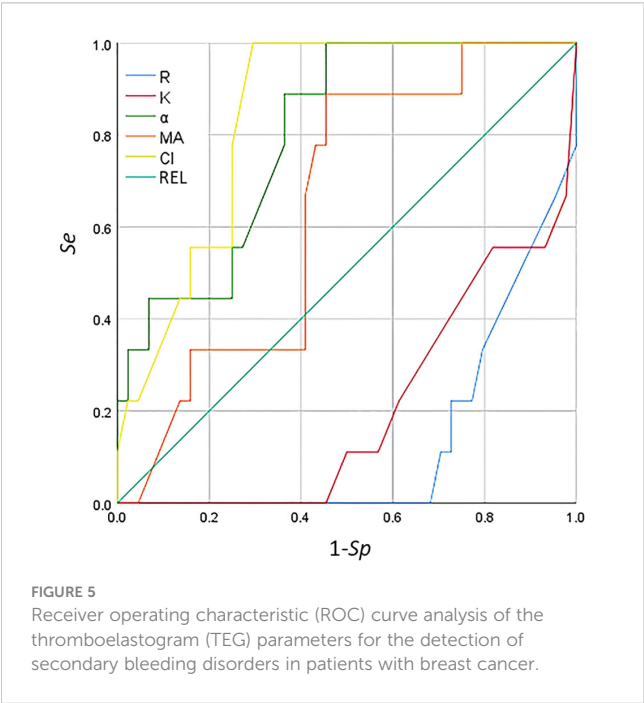 1.0
0.8
0.6
0.4
0.2
0.0
Se
R
K
α
MA
CI
REL
0.0 0.2 0.4 0.6 0.8 1.0
1-Sp
FIGURE 5
Receiver operating characteristic (ROC) curve analysis of the
thromboelastogram (TEG) parameters for the detection of
secondary bleeding disorders in patients with breast cancer.